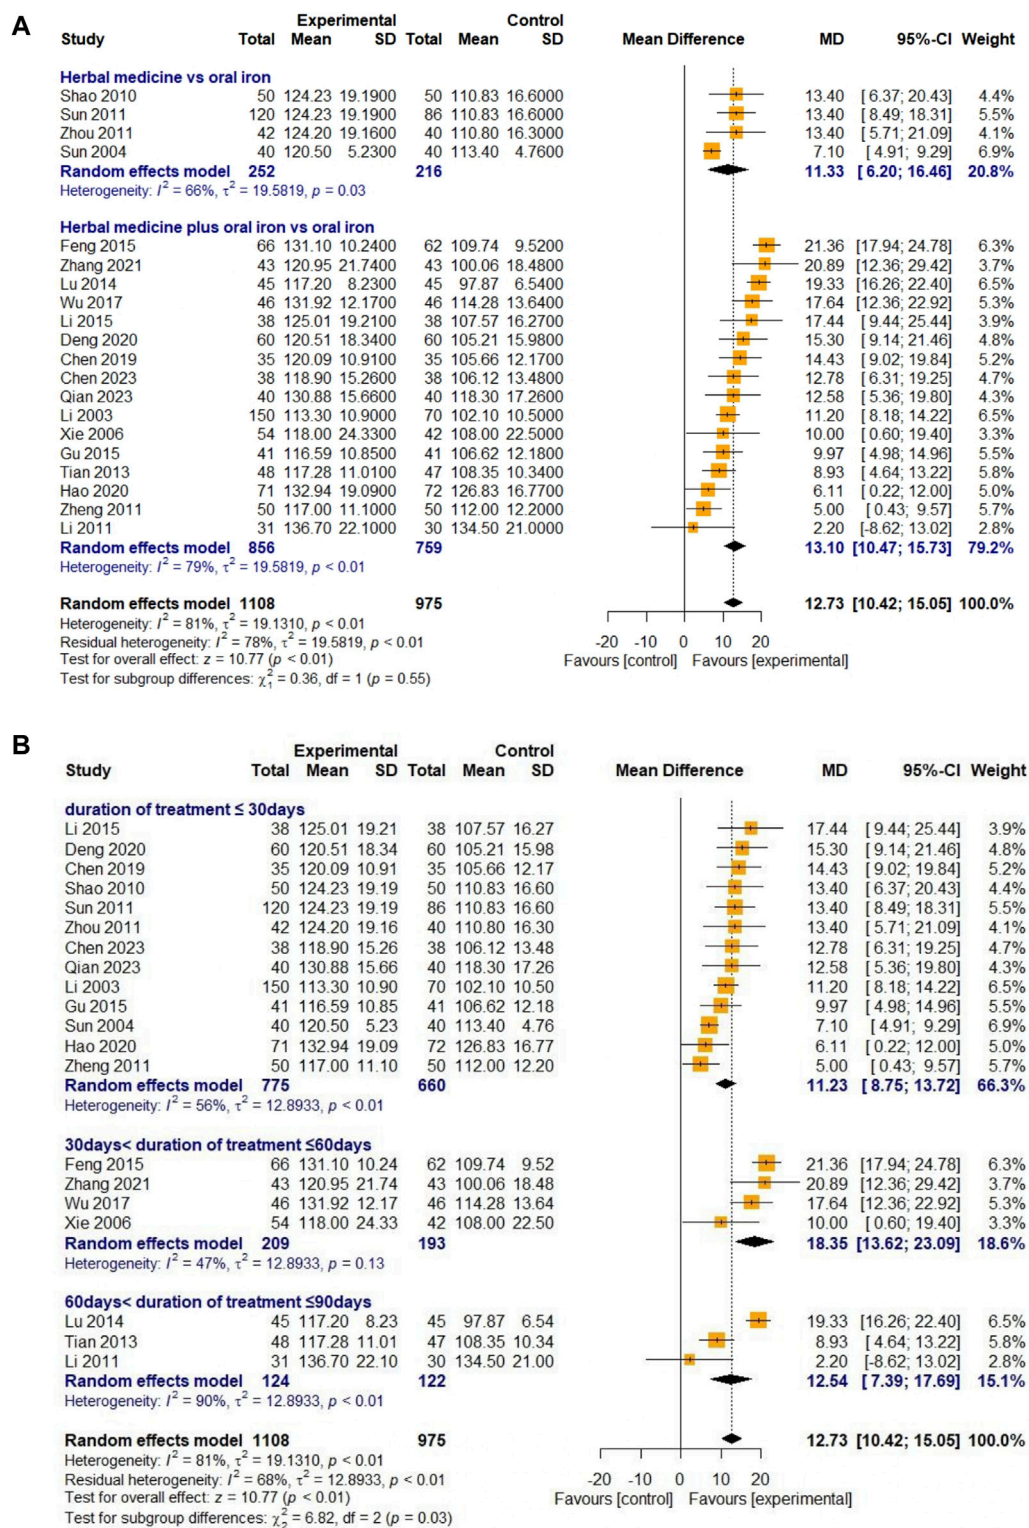 A
Experimental Control
Study Total Mean SD Total Mean SD Mean Difference MD 95%-CI Weight
Herbal medicine vs oral iron
Shao 2010 50 124.23 19.1900 50 110.83 16.6000 13.40 [ 6.37; 20.43] 4.4%
Sun 2011 120 124.23 19.1900 86 110.83 16.6000 13.40 [ 8.49; 18.31] 5.5%
Zhou 2011 42 124.20 19.1600 40 110.80 16.3000 13.40 [ 5.71; 21.09] 4.1%
Sun 2004 40 120.50 5.2300 40 113.40 4.7600 7.10 [ 4.91; 9.29] 6.9%
Random effects model 252 216 11.33 [ 6.20; 16.46] 20.8%
Heterogeneity: I² = 66%, τ² = 19.5819, p = 0.03
Herbal medicine plus oral iron vs oral iron
Feng 2015 66 131.10 10.2400 62 109.74 9.5200 21.36 [17.94; 24.78] 6.3%
Zhang 2021 43 120.95 21.7400 43 100.06 18.4800 20.89 [12.36; 29.42] 3.7%
Lu 2014 45 117.20 8.2300 45 97.87 6.5400 19.33 [16.26; 22.40] 6.5%
Wu 2017 46 131.92 12.1700 46 114.28 13.6400 17.64 [12.36; 22.92] 5.3%
Li 2015 38 125.01 19.2100 38 107.57 16.2700 17.44 [ 9.44; 25.44] 3.9%
Deng 2020 60 120.51 18.3400 60 105.21 15.9800 15.30 [ 9.14; 21.46] 4.8%
Chen 2019 35 120.09 10.9100 35 105.66 12.1700 14.43 [ 9.02; 19.84] 5.2%
Chen 2023 38 118.90 15.2600 38 106.12 13.4800 12.78 [ 6.31; 19.25] 4.7%
Qian 2023 40 130.88 15.6600 40 118.30 17.2600 12.58 [ 5.36; 19.80] 4.3%
Li 2003 150 113.30 10.9000 70 102.10 10.5000 11.20 [ 8.18; 14.22] 6.5%
Xie 2006 54 118.00 24.3300 42 108.00 22.5000 10.00 [ 0.60; 19.40] 3.3%
Gu 2015 41 116.59 10.8500 41 106.62 12.1800 9.97 [ 4.98; 14.96] 5.5%
Tian 2013 48 117.28 11.0100 47 108.35 10.3400 8.93 [ 4.64; 13.22] 5.8%
Hao 2020 71 132.94 19.0900 72 126.83 16.7700 6.11 [ 0.22; 12.00] 5.0%
Zheng 2011 50 117.00 11.1000 50 112.00 12.2000 5.00 [ 0.43; 9.57] 5.7%
Li 2011 31 136.70 22.1000 30 134.50 21.0000 2.20 [-8.62; 13.02] 2.8%
Random effects model 856 759 13.10 [10.47; 15.73] 79.2%
Heterogeneity: I² = 79%, τ² = 19.5819, p < 0.01
Random effects model 1108 975 12.73 [10.42; 15.05] 100.0%
Heterogeneity: I² = 81%, τ² = 19.1310, p < 0.01
Residual heterogeneity: I² = 78%, τ² = 19.5819, p < 0.01
-20 -10 0 10 20
Test for overall effect: z = 10.77 (p < 0.01)
Favours [control] Favours [experimental]
Test for subgroup differences: χ²₁ = 0.36, df = 1 (p = 0.55)
B
Experimental Control
Study Total Mean SD Total Mean SD Mean Difference MD 95%-CI Weight
duration of treatment ≤ 30days
Li 2015 38 125.01 19.21 38 107.57 16.27 17.44 [ 9.44; 25.44] 3.9%
Deng 2020 60 120.51 18.34 60 105.21 15.98 15.30 [ 9.14; 21.46] 4.8%
Chen 2019 35 120.09 10.91 35 105.66 12.17 14.43 [ 9.02; 19.84] 5.2%
Shao 2010 50 124.23 19.19 50 110.83 16.60 13.40 [ 6.37; 20.43] 4.4%
Sun 2011 120 124.23 19.19 86 110.83 16.60 13.40 [ 8.49; 18.31] 5.5%
Zhou 2011 42 124.20 19.16 40 110.80 16.30 13.40 [ 5.71; 21.09] 4.1%
Chen 2023 38 118.90 15.26 38 106.12 13.48 12.78 [ 6.31; 19.25] 4.7%
Qian 2023 40 130.88 15.66 40 118.30 17.26 12.58 [ 5.36; 19.80] 4.3%
Li 2003 150 113.30 10.90 70 102.10 10.50 11.20 [ 8.18; 14.22] 6.5%
Gu 2015 41 116.59 10.85 41 106.62 12.18 9.97 [ 4.98; 14.96] 5.5%
Sun 2004 40 120.50 5.23 40 113.40 4.76 7.10 [ 4.91; 9.29] 6.9%
Hao 2020 71 132.94 19.09 72 126.83 16.77 6.11 [ 0.22; 12.00] 5.0%
Zheng 2011 50 117.00 11.10 50 112.00 12.20 5.00 [ 0.43; 9.57] 5.7%
Random effects model 775 660 11.23 [ 8.75; 13.72] 66.3%
Heterogeneity: I² = 56%, τ² = 12.8933, p < 0.01
30days< duration of treatment ≤60days
Feng 2015 66 131.10 10.24 62 109.74 9.52 21.36 [17.94; 24.78] 6.3%
Zhang 2021 43 120.95 21.74 43 100.06 18.48 20.89 [12.36; 29.42] 3.7%
Wu 2017 46 131.92 12.17 46 114.28 13.64 17.64 [12.36; 22.92] 5.3%
Xie 2006 54 118.00 24.33 42 108.00 22.50 10.00 [ 0.60; 19.40] 3.3%
Random effects model 209 193 18.35 [13.62; 23.09] 18.6%
Heterogeneity: I² = 47%, τ² = 12.8933, p = 0.13
60days< duration of treatment ≤90days
Lu 2014 45 117.20 8.23 45 97.87 6.54 19.33 [16.26; 22.40] 6.5%
Tian 2013 48 117.28 11.01 47 108.35 10.34 8.93 [ 4.64; 13.22] 5.8%
Li 2011 31 136.70 22.10 30 134.50 21.00 2.20 [-8.62; 13.02] 2.8%
Random effects model 124 122 12.54 [ 7.39; 17.69] 15.1%
Heterogeneity: I² = 90%, τ² = 12.8933, p < 0.01
Random effects model 1108 975 12.73 [10.42; 15.05] 100.0%
Heterogeneity: I² = 81%, τ² = 19.1310, p < 0.01
Residual heterogeneity: I² = 68%, τ² = 12.8933, p < 0.01
-20 -10 0 10 20
Test for overall effect: z = 10.77 (p < 0.01)
Favours [control] Favours [experimental]
Test for subgroup differences: χ²₂ = 6.82, df = 2 (p = 0.03)